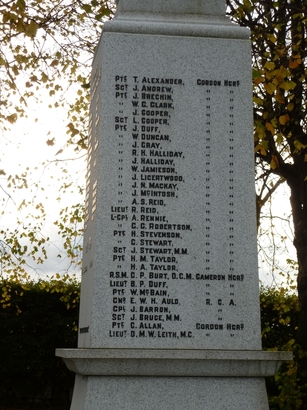 PTE T. ALEXANDER, GORDON HGRS
SGT J. ANDREW, " "
PTE J. BRECHIN, " "
" W. G. CLARK, " "
" J. COOPER, " "
SGT L. COOPER, " "
PTE J. DUFF, " "
" W. DUNCAN, " "
" J. GRAY, " "
" R. H. HALLIDAY, " "
" J. HALLIDAY, " "
" W. JAMIESON, " "
" J. LIGERTWOOD, " "
" J. N. MACKAY, " "
" J. McINTOSH, " "
" A. S. REID, " "
LIEUT R. REID, " "
L-CPL A. RENNIE, " "
" G. G. ROBERTSON, " "
PTE H. STEVENSON, " "
" C. STEWART, " "
SGT J. STEWART, M.M. " "
PTE H. M. TAYLOR, " "
" H. A. TAYLOR, " "
R.S.M. C. P. BURT, D.C.M. CAMERON HGRS
LIEUT B. P. DUFF, " "
PTE W. McBAIN, " "
GNR E. W. H. AULD, R. G. A.
CPL J. BARRON, "
SGT J. BRUCE, M.M. "
PTE C. ALLAN, GORDON HGRS
LIEUT D. M. W. LEITH, M.C. " "